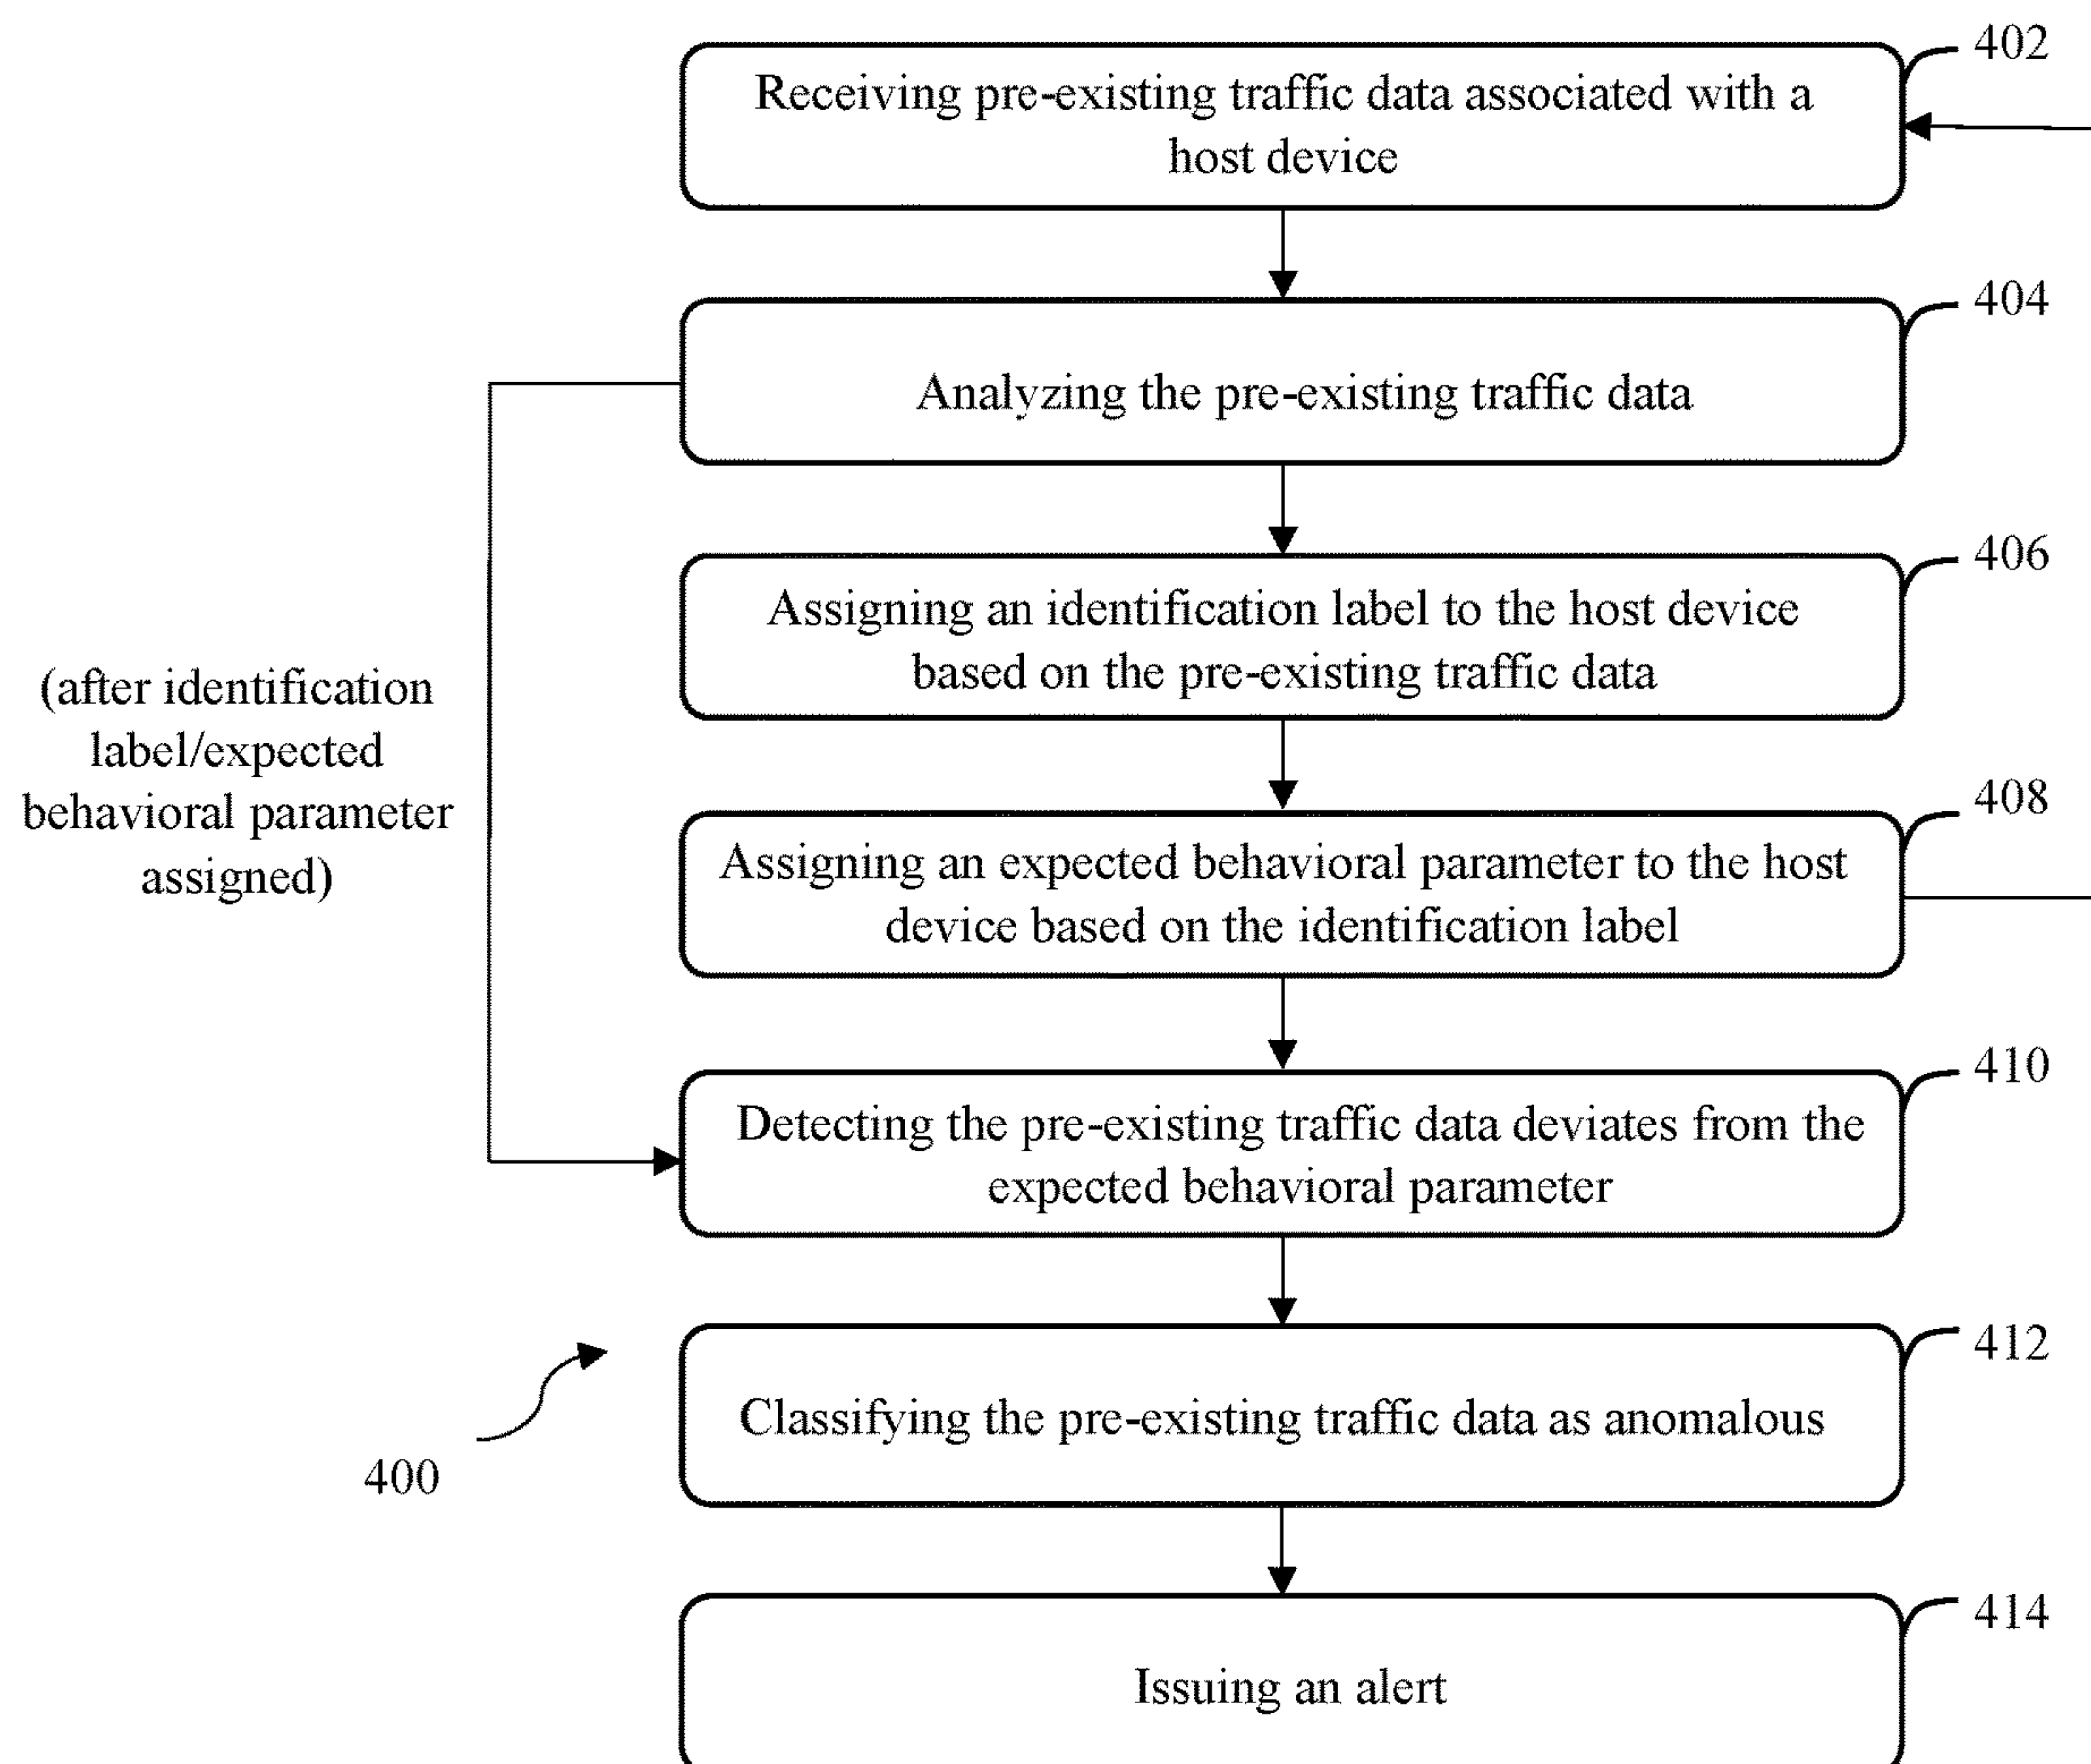 402
Receiving pre-existing traffic data associated with a
host device
404
Analyzing the pre-existing traffic data
406
Assigning an identification label to the host device
based on the pre-existing traffic data
(after identification
label/expected
behavioral parameter
assigned)
408
Assigning an expected behavioral parameter to the host
device based on the identification label
410
Detecting the pre-existing traffic data deviates from the
expected behavioral parameter
412
Classifying the pre-existing traffic data as anomalous
400
414
Issuing an alert